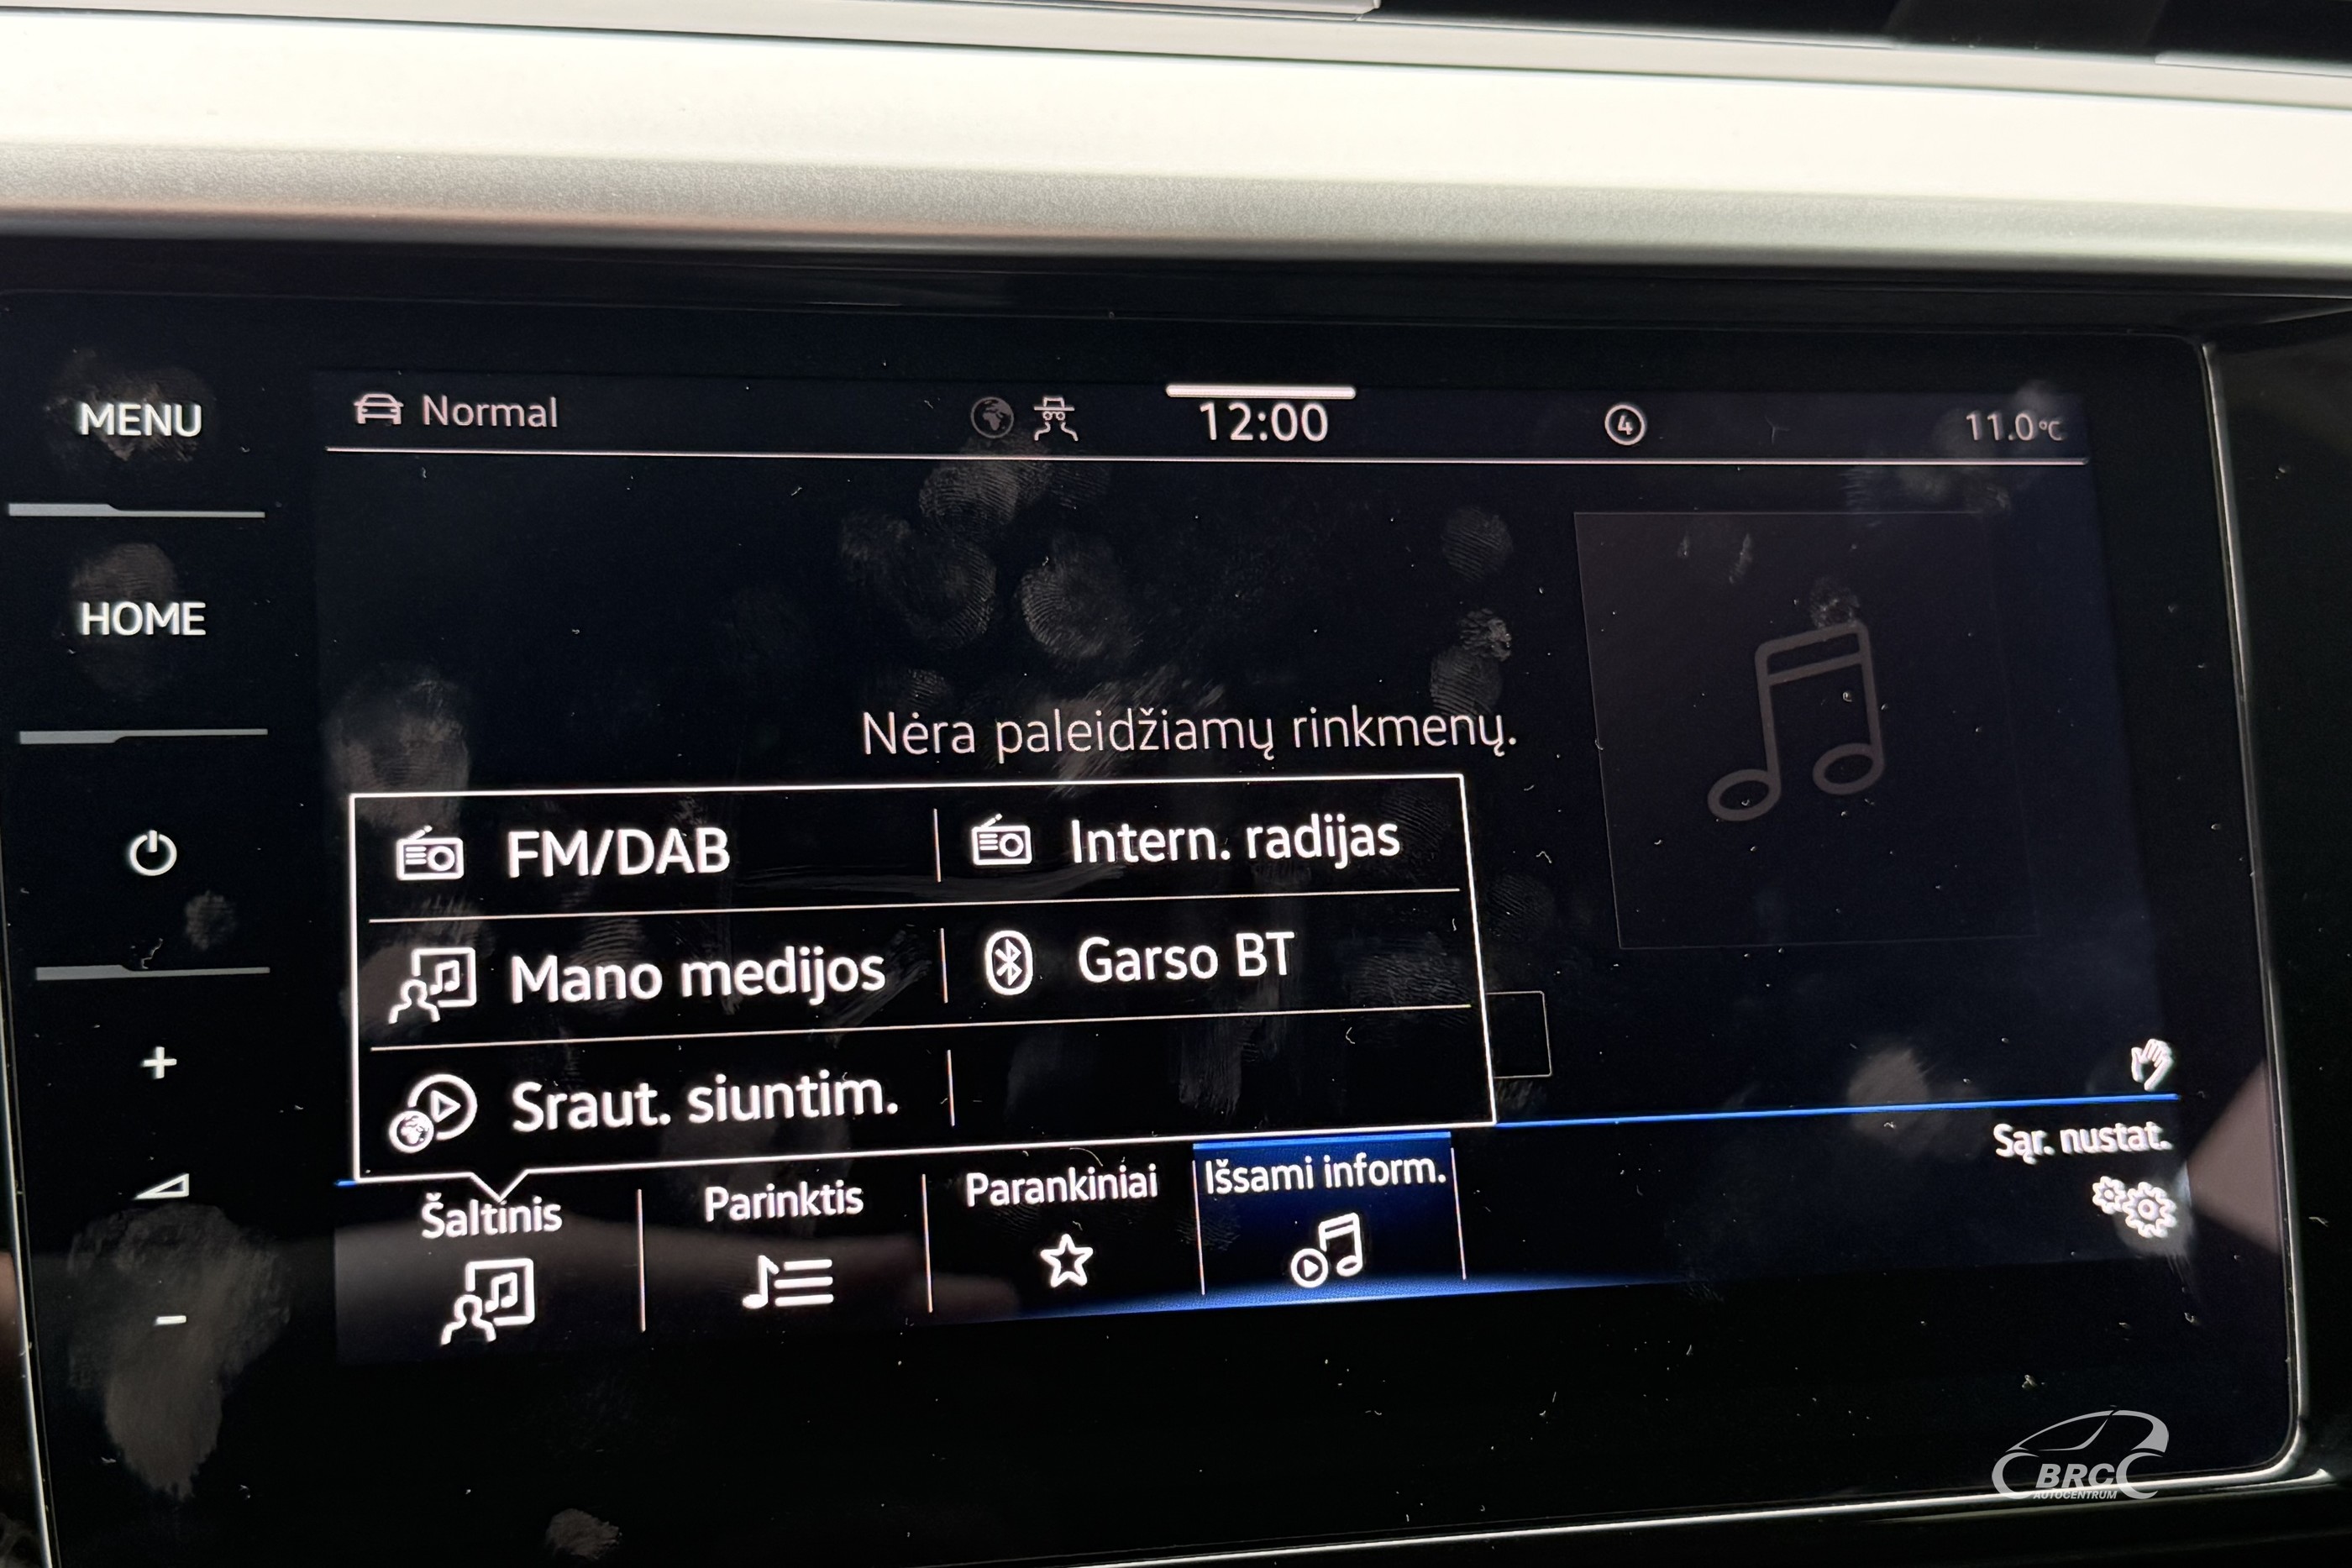 MENU
Normal
12:00
4
11.0°C
HOME
Nėra paleidžiamų rinkmenų.
FM/DAB
Intern. radijas
Mano medijos
Garso BT
Sraut. siuntim.
Šaltinis
Parinktis
Parankiniai
Išsami inform.
Sąr. nustat.
BRC
AUTOCENTRUM